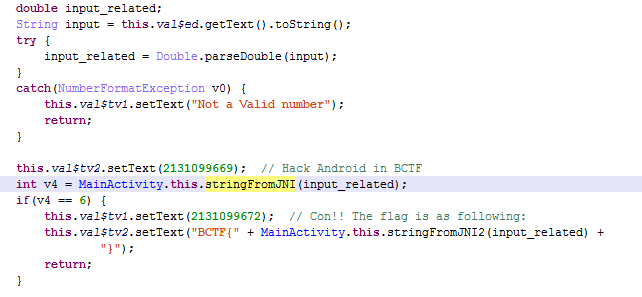 double input_related;
String input = this.val$ed.getText().toString();
try {
    input_related = Double.parseDouble(input);
}
catch(NumberFormatException v0) {
    this.val$tv1.setText("Not a Valid number");
    return;
}

this.val$tv2.setText(2131099669);  // Hack Android in BCTF
int v4 = MainActivity.this.stringFromJNI(input_related);
if(v4 == 6) {
    this.val$tv1.setText(2131099672);  // Con!! The flag is as following:
    this.val$tv2.setText("BCTF{" + MainActivity.this.stringFromJNI2(input_related) +
            "}");
    return;
}